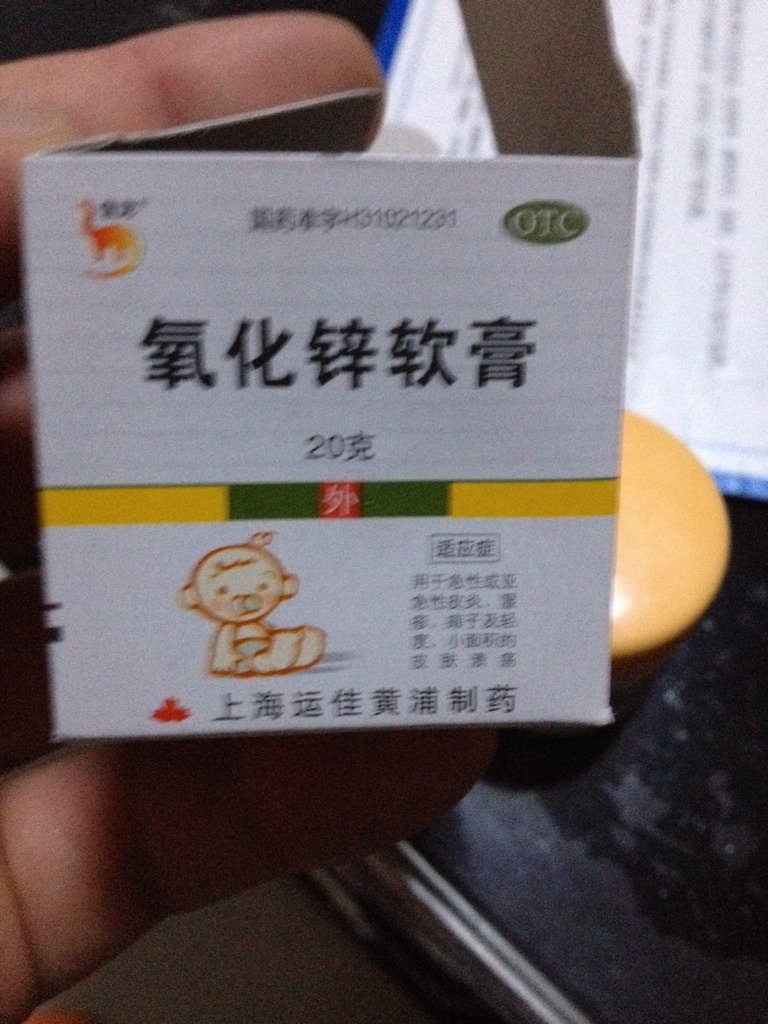 国药准字H31021231
OTC
氧化锌软膏
20克
外
适应症
用于急性或亚
急性皮炎、湿
疹、痱子及轻
度、小面积的
皮肤溃疡
上海运佳黄浦制药